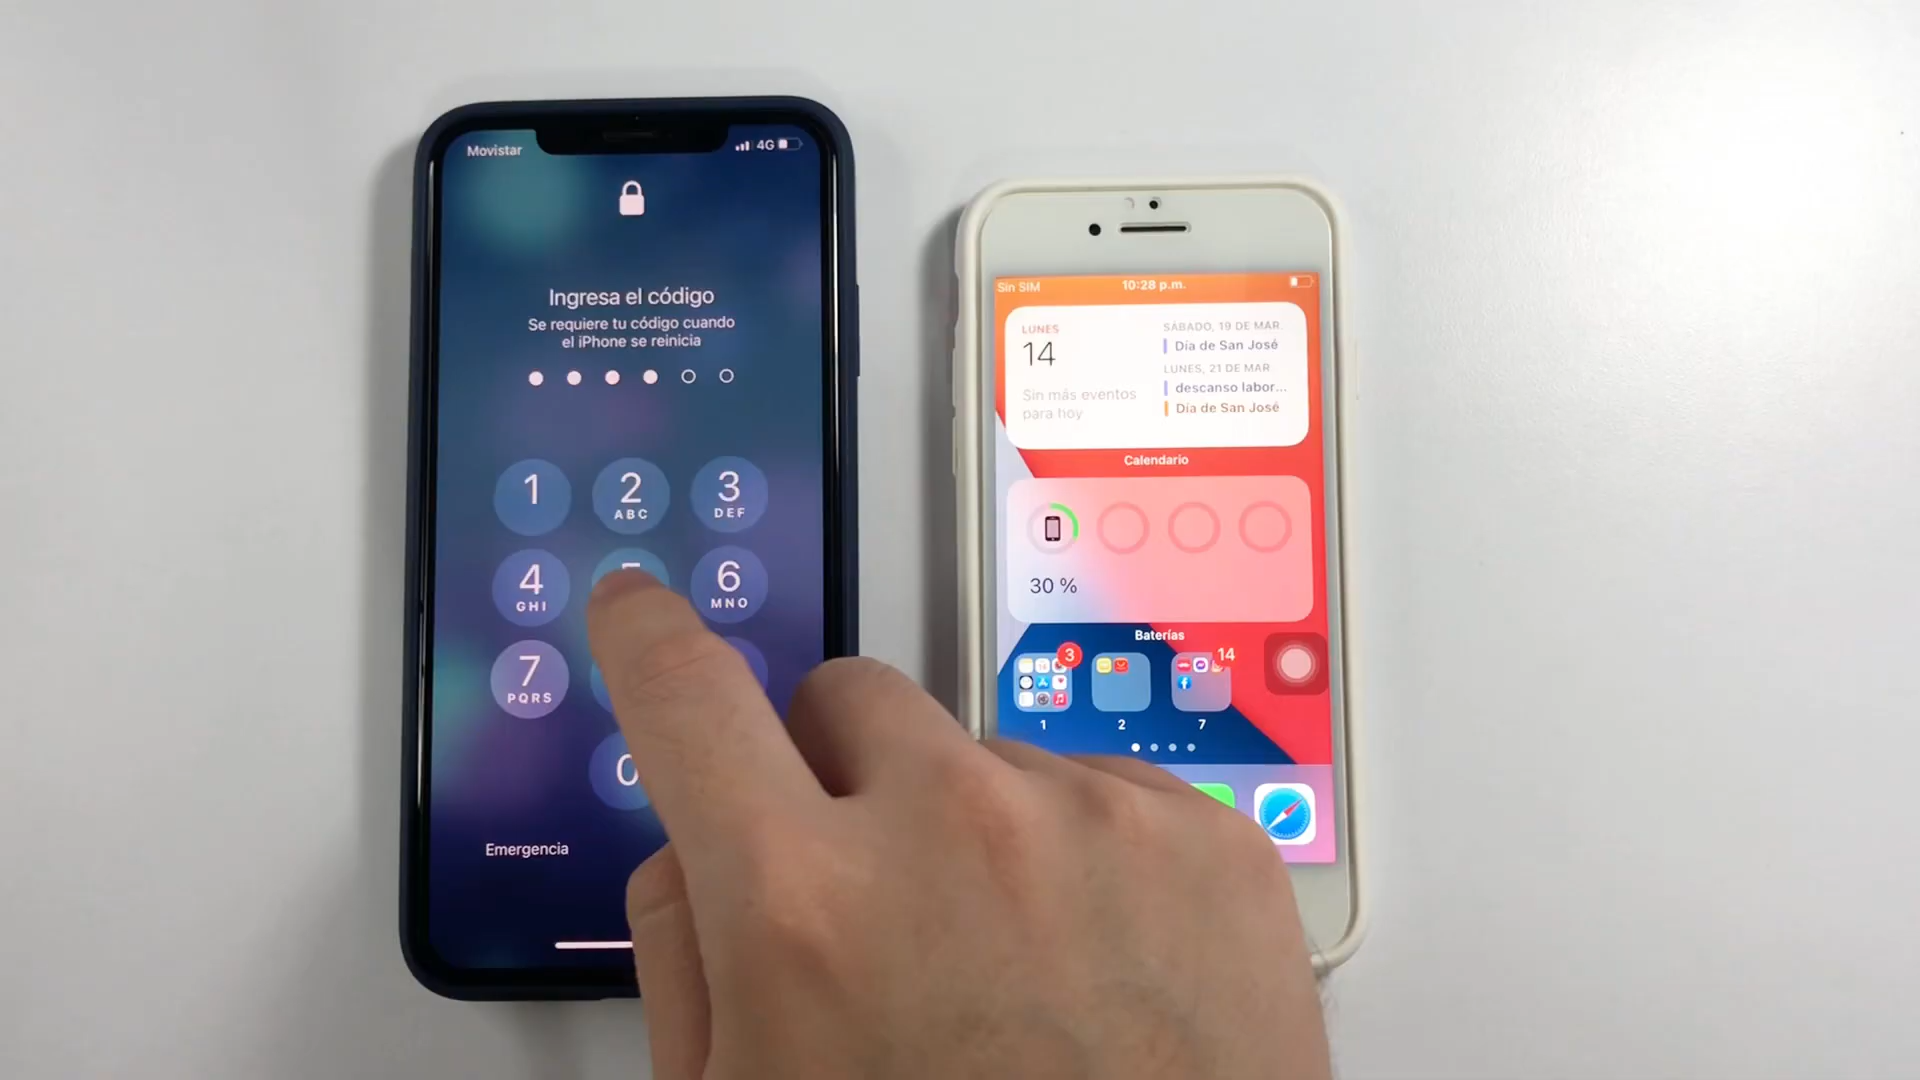 Movistar
4G
Ingresa el código
Se requiere tu código cuando
el iPhone se reinicia
1
2
ABC
3
DEF
4
GHI
6
MNO
7
PQRS
0
Emergencia
Sin SIM
10:28 p.m.
LUNES
14
Sin más eventos
para hoy
SÁBADO, 19 DE MAR.
Día de San José
LUNES, 21 DE MAR.
descanso labor...
Día de San José
Calendario
30 %
Baterías
3
14
1
2
7